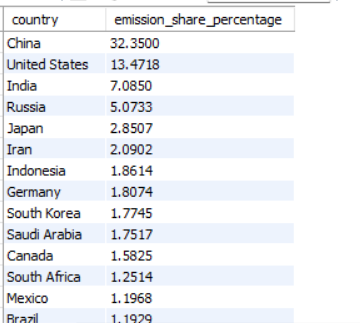 country emission_share_percentage
China 32.3500
United States 13.4718
India 7.0850
Russia 5.0733
Japan 2.8507
Iran 2.0902
Indonesia 1.8614
Germany 1.8074
South Korea 1.7745
Saudi Arabia 1.7517
Canada 1.5825
South Africa 1.2514
Mexico 1.1968
Brazil 1.1929